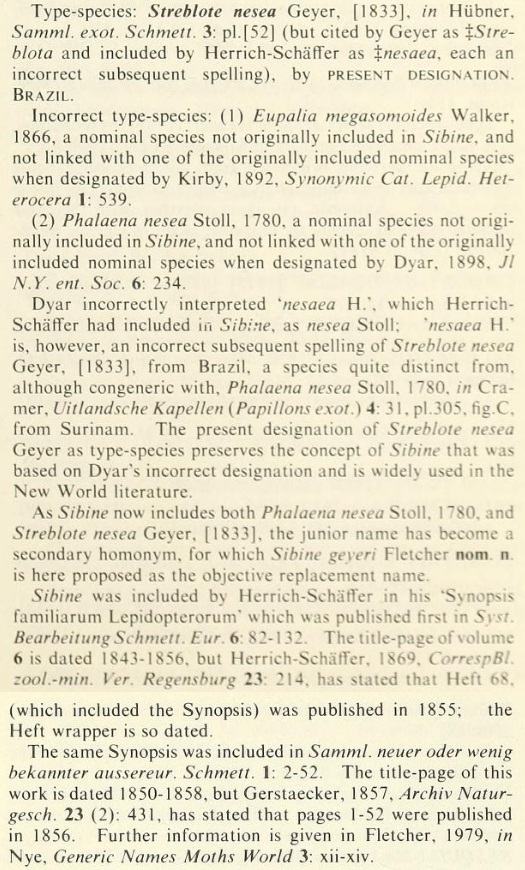 Type-species: Streblote nesea Geyer, [1833], in Hübner,
Samml. exot. Schmett. 3: pl.[52] (but cited by Geyer as ‡Stre-
blota and included by Herrich-Schäffer as ‡nesaea, each an
incorrect subsequent spelling), by PRESENT DESIGNATION.
BRAZIL.
Incorrect type-species: (1) Eupalia megasomoides Walker,
1866, a nominal species not originally included in Sibine, and
not linked with one of the originally included nominal species
when designated by Kirby, 1892, Synonymic Cat. Lepid. Het-
erocera 1: 539.
(2) Phalaena nesea Stoll, 1780, a nominal species not origi-
nally included in Sibine, and not linked with one of the originally
included nominal species when designated by Dyar, 1898, Jl
N.Y. ent. Soc. 6: 234.
Dyar incorrectly interpreted 'nesaea H.', which Herrich-
Schäffer had included in Sibine, as nesea Stoll; 'nesaea H.'
is, however, an incorrect subsequent spelling of Streblote nesea
Geyer, [1833], from Brazil, a species quite distinct from,
although congeneric with, Phalaena nesea Stoll, 1780, in Cra-
mer, Uitlandsche Kapellen (Papillons exot.) 4: 31, pl.305, fig.C,
from Surinam. The present designation of Streblote nesea
Geyer as type-species preserves the concept of Sibine that was
based on Dyar's incorrect designation and is widely used in the
New World literature.
As Sibine now includes both Phalaena nesea Stoll, 1780, and
Streblote nesea Geyer, [1833], the junior name has become a
secondary homonym, for which Sibine geyeri Fletcher nom. n.
is here proposed as the objective replacement name.
Sibine was included by Herrich-Schäffer in his 'Synopsis
familiarum Lepidopterorum' which was published first in Syst.
Bearbeitung Schmett. Eur. 6: 82-132. The title-page of volume
6 is dated 1843-1856, but Herrich-Schäffer, 1869, CorrespBl.
zool.-min. Ver. Regensburg 23: 214, has stated that Heft 68,
(which included the Synopsis) was published in 1855; the
Heft wrapper is so dated.
The same Synopsis was included in Samml. neuer oder wenig
bekannter aussereur. Schmett. 1: 2-52. The title-page of this
work is dated 1850-1858, but Gerstaecker, 1857, Archiv Natur-
gesch. 23 (2): 431, has stated that pages 1-52 were published
in 1856. Further information is given in Fletcher, 1979, in
Nye, Generic Names Moths World 3: xii-xiv.